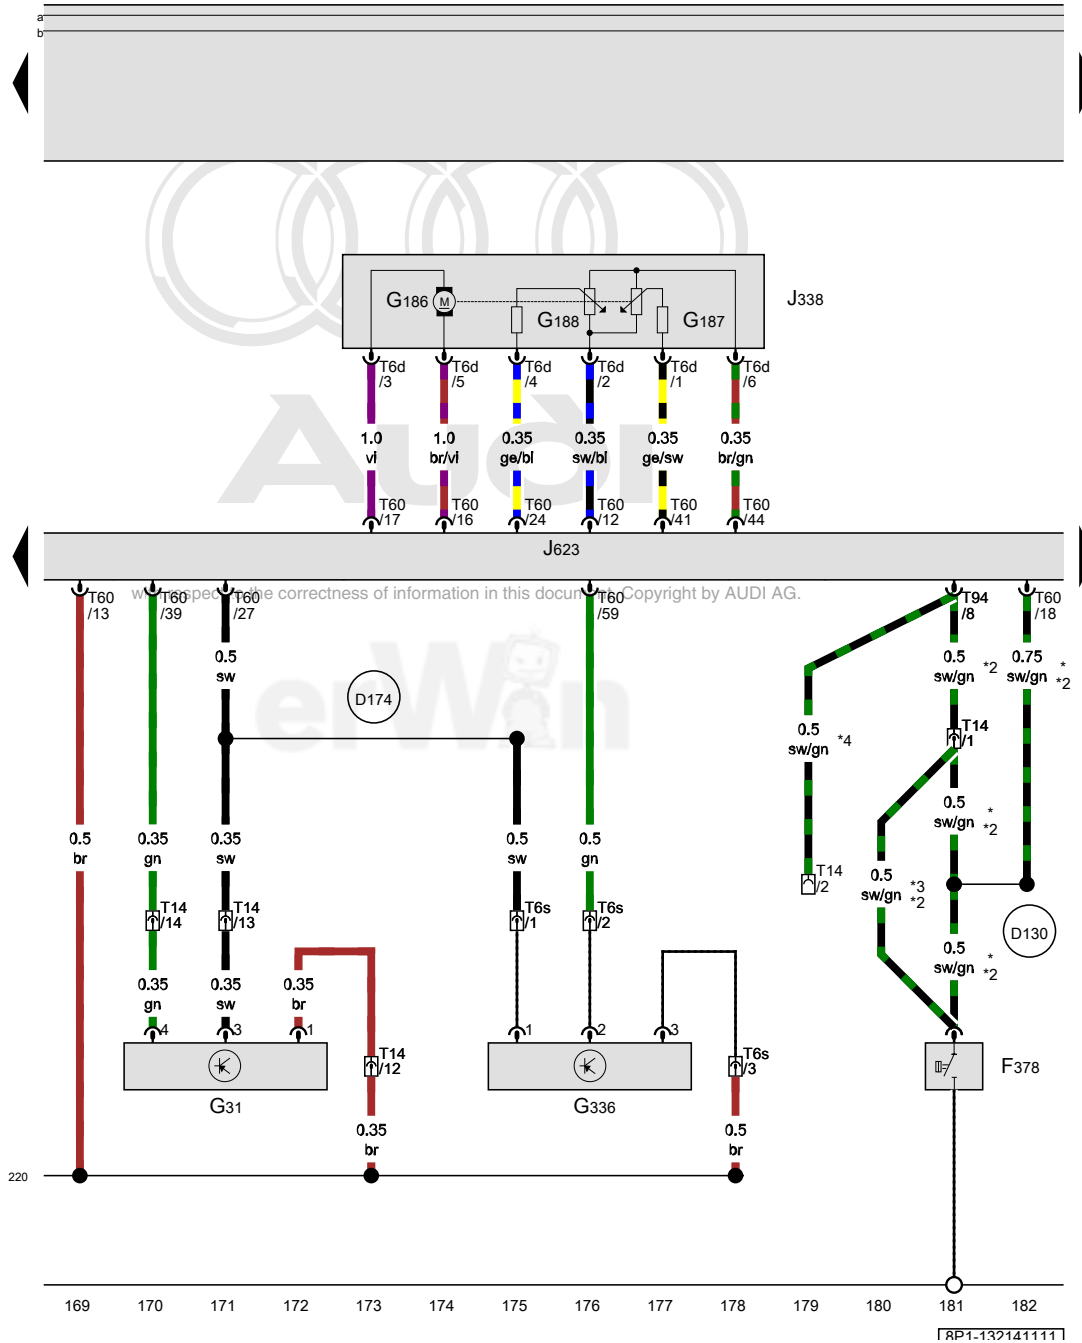 a
b
G186
M
G188
G187
J338
T6d
/3
T6d
/5
T6d
/4
T6d
/2
T6d
/1
T6d
/6
Audi
1.0
vi
1.0
br/vi
0.35
ge/bl
0.35
sw/bl
0.35
ge/sw
0.35
br/gn
T60
/17
T60
/16
T60
/24
T60
/12
T60
/41
T60
/44
J623
T60
/13
T60
/39
T60
/27
T60
/59
T94
/8
T60
/18
with respect to the correctness of information in this document. Copyright by AUDI AG.
erWin
0.5
sw
D174
0.5
sw/gn
*2
0.75
sw/gn
*
*2
0.5
sw/gn
*4
T14
/1
0.5
br
0.35
gn
0.35
sw
0.5
sw
0.5
gn
0.5
sw/gn
*
*2
T14
/2
0.5
sw/gn
*3
*2
T14
/14
T14
/13
T6s
/1
T6s
/2
D130
0.5
sw/gn
*
*2
0.35
gn
0.35
sw
0.35
br
4
3
1
1
2
3
T14
/12
T6s
/3
G31
G336
F378
0.35
br
0.5
br
220
169 170 171 172 173 174 175 176 177 178 179 180 181 182
8P1-132141111